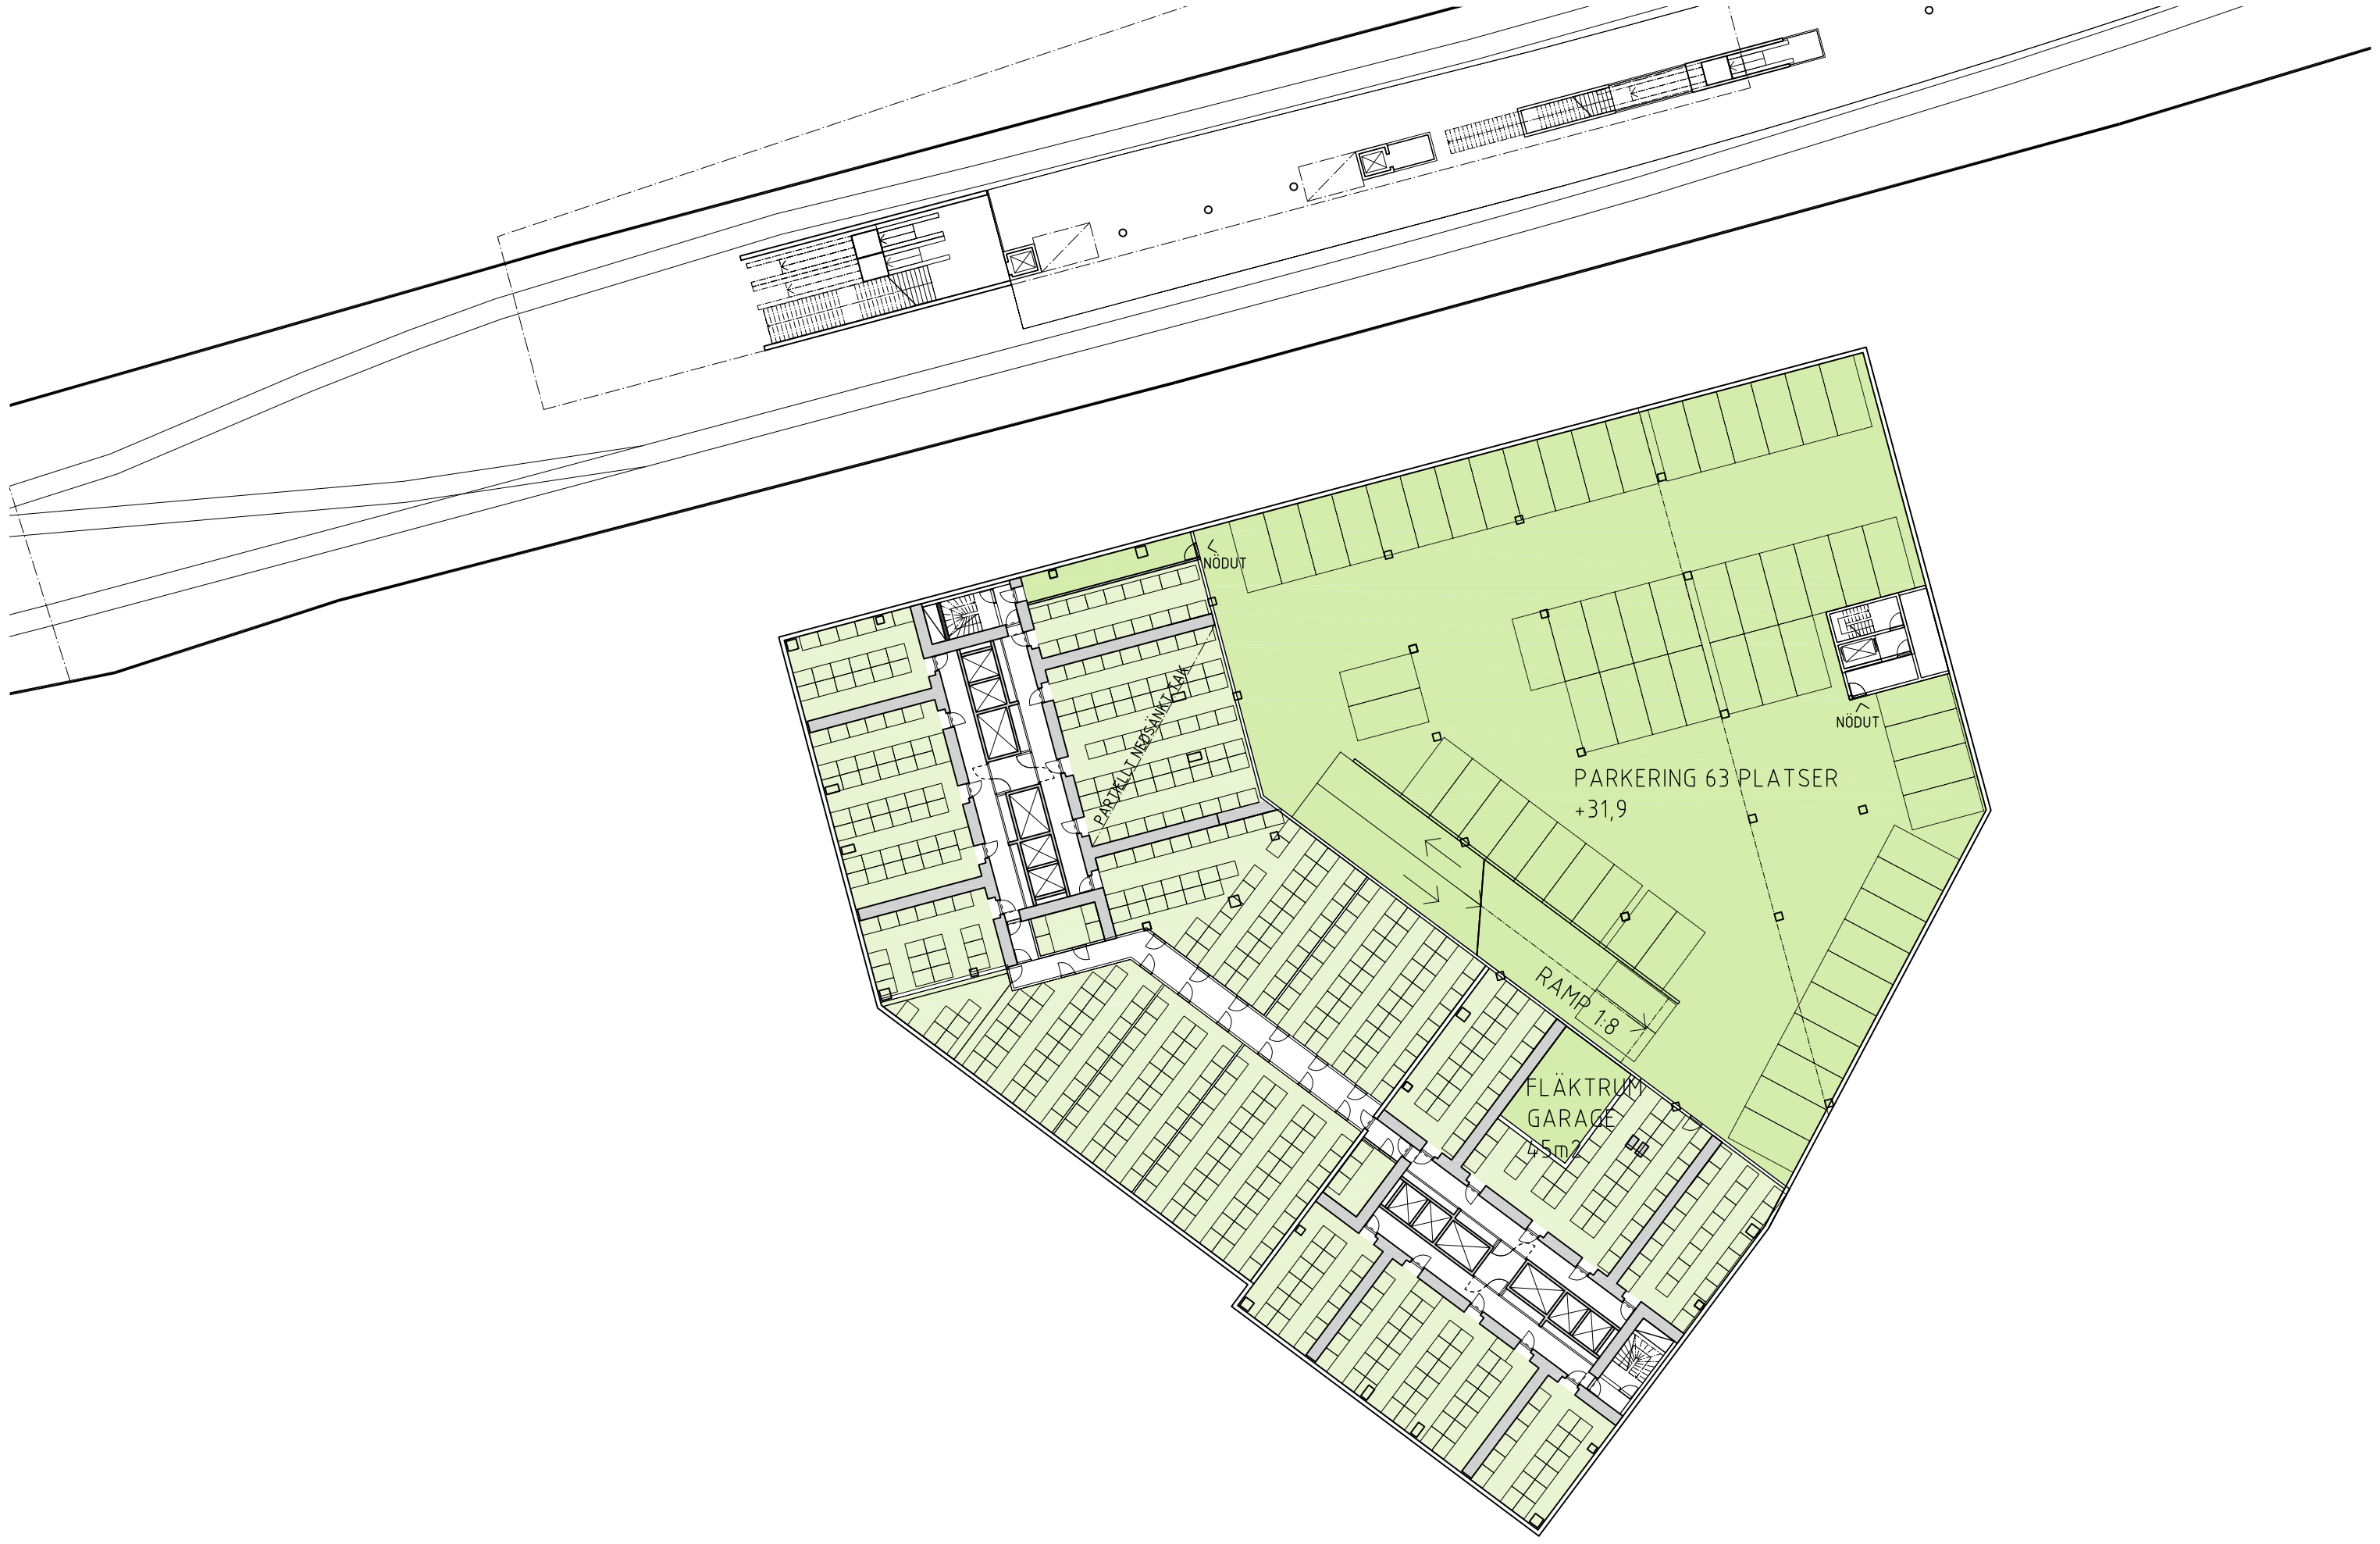 NÖDUT
PARTIELLT NEDSÄNKT TAK
NÖDUT
PARKERING 63 PLATSER
+31,9
RAMP 1:8
FLÄKTRUM
GARAGE
45m2